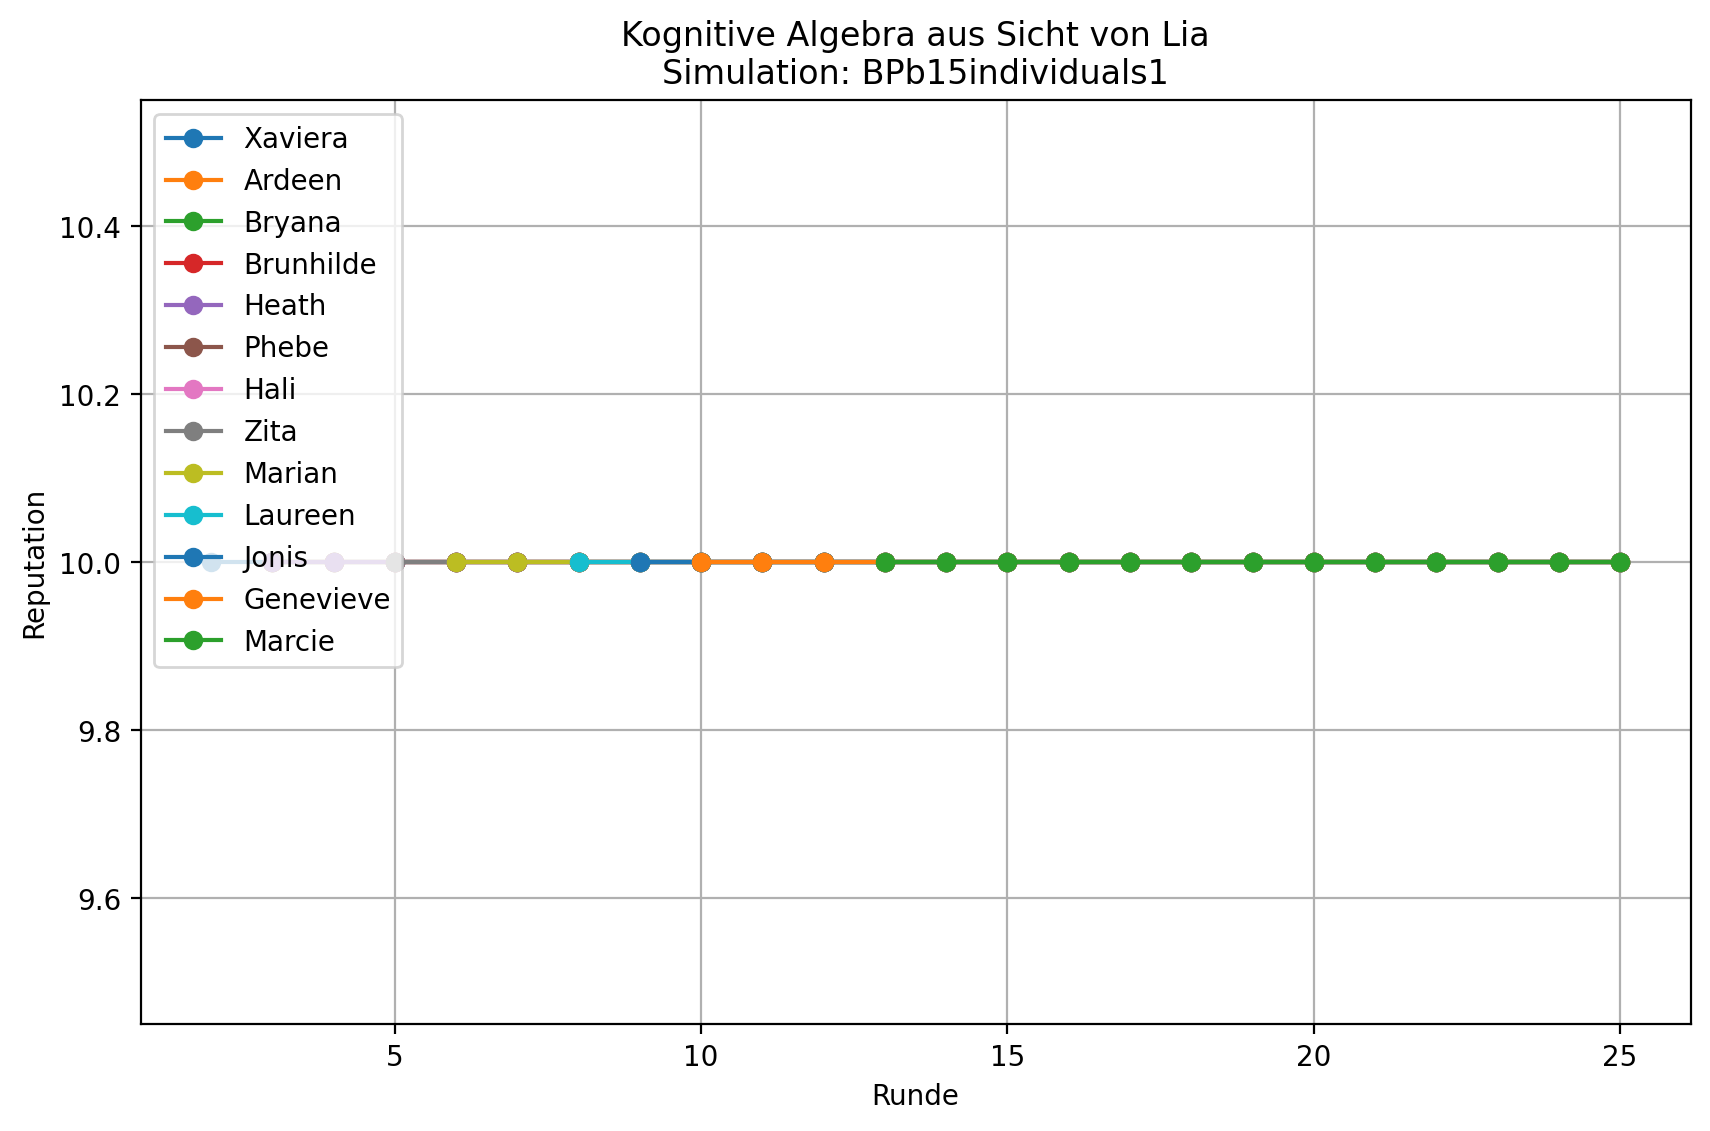 Kognitive Algebra aus Sicht von Lia
Simulation: BPb15individuals1
Xaviera
Ardeen
Bryana
Brunhilde
Heath
Phebe
Hali
Zita
Marian
Laureen
Jonis
Genevieve
Marcie
Reputation
10.4
10.2
10.0
9.8
9.6
5 10 15 20 25
Runde